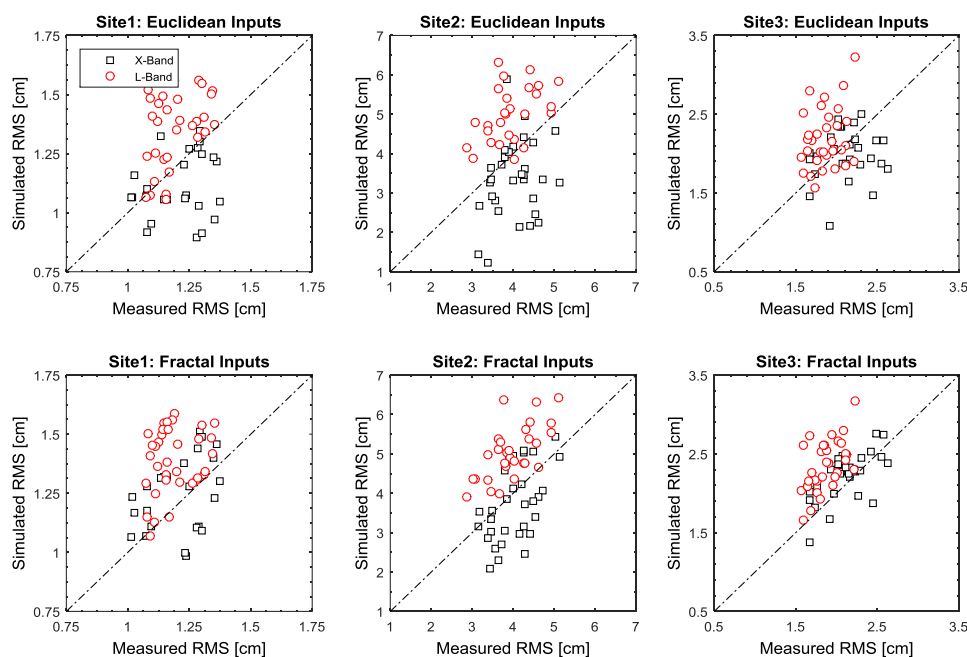 Site1: Euclidean Inputs
Site2: Euclidean Inputs
Site3: Euclidean Inputs
1.75
1.5
1.25
1
0.75
Simulated RMS [cm]
X-Band
L-Band
0.75 1 1.25 1.5 1.75
Measured RMS [cm]
7
6
5
4
3
2
1
Simulated RMS [cm]
1 2 3 4 5 6 7
Measured RMS [cm]
3.5
2.5
1.5
0.5
Simulated RMS [cm]
0.5 1.5 2.5 3.5
Measured RMS [cm]
Site1: Fractal Inputs
Site2: Fractal Inputs
Site3: Fractal Inputs
1.75
1.5
1.25
1
0.75
Simulated RMS [cm]
0.75 1 1.25 1.5 1.75
Measured RMS [cm]
7
6
5
4
3
2
1
Simulated RMS [cm]
1 2 3 4 5 6 7
Measured RMS [cm]
3.5
2.5
1.5
0.5
Simulated RMS [cm]
0.5 1.5 2.5 3.5
Measured RMS [cm]